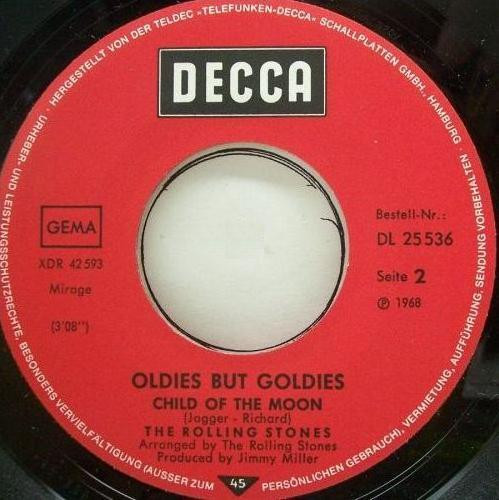 HERGESTELLT VON DER TELDEC »TELEFUNKEN-DECCA« SCHALLPLATTEN GMBH., HAMBURG
URHEBER- UND LEISTUNGSSCHUTZRECHTE, BESONDERS VERVIELFÄLTIGUNG (AUSSER ZUM PERSÖNLICHEN GEBRAUCH), VERMIETUNG, AUFFÜHRUNG, SENDUNG VORBEHALTEN
DECCA
GEMA
XDR 42593
Mirage
(3'08")
Bestell-Nr.:
DL 25 536
Seite 2
℗ 1968
OLDIES BUT GOLDIES
CHILD OF THE MOON
(Jagger - Richard)
THE ROLLING STONES
Arranged by The Rolling Stones
Produced by Jimmy Miller
45